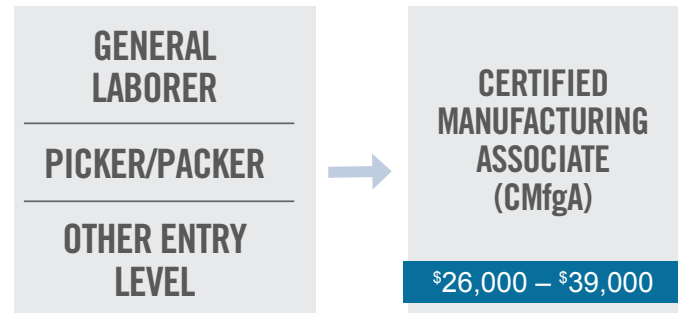 GENERAL
LABORER
PICKER/PACKER
OTHER ENTRY
LEVEL
CERTIFIED
MANUFACTURING
ASSOCIATE
(CMfgA)
$26,000 – $39,000